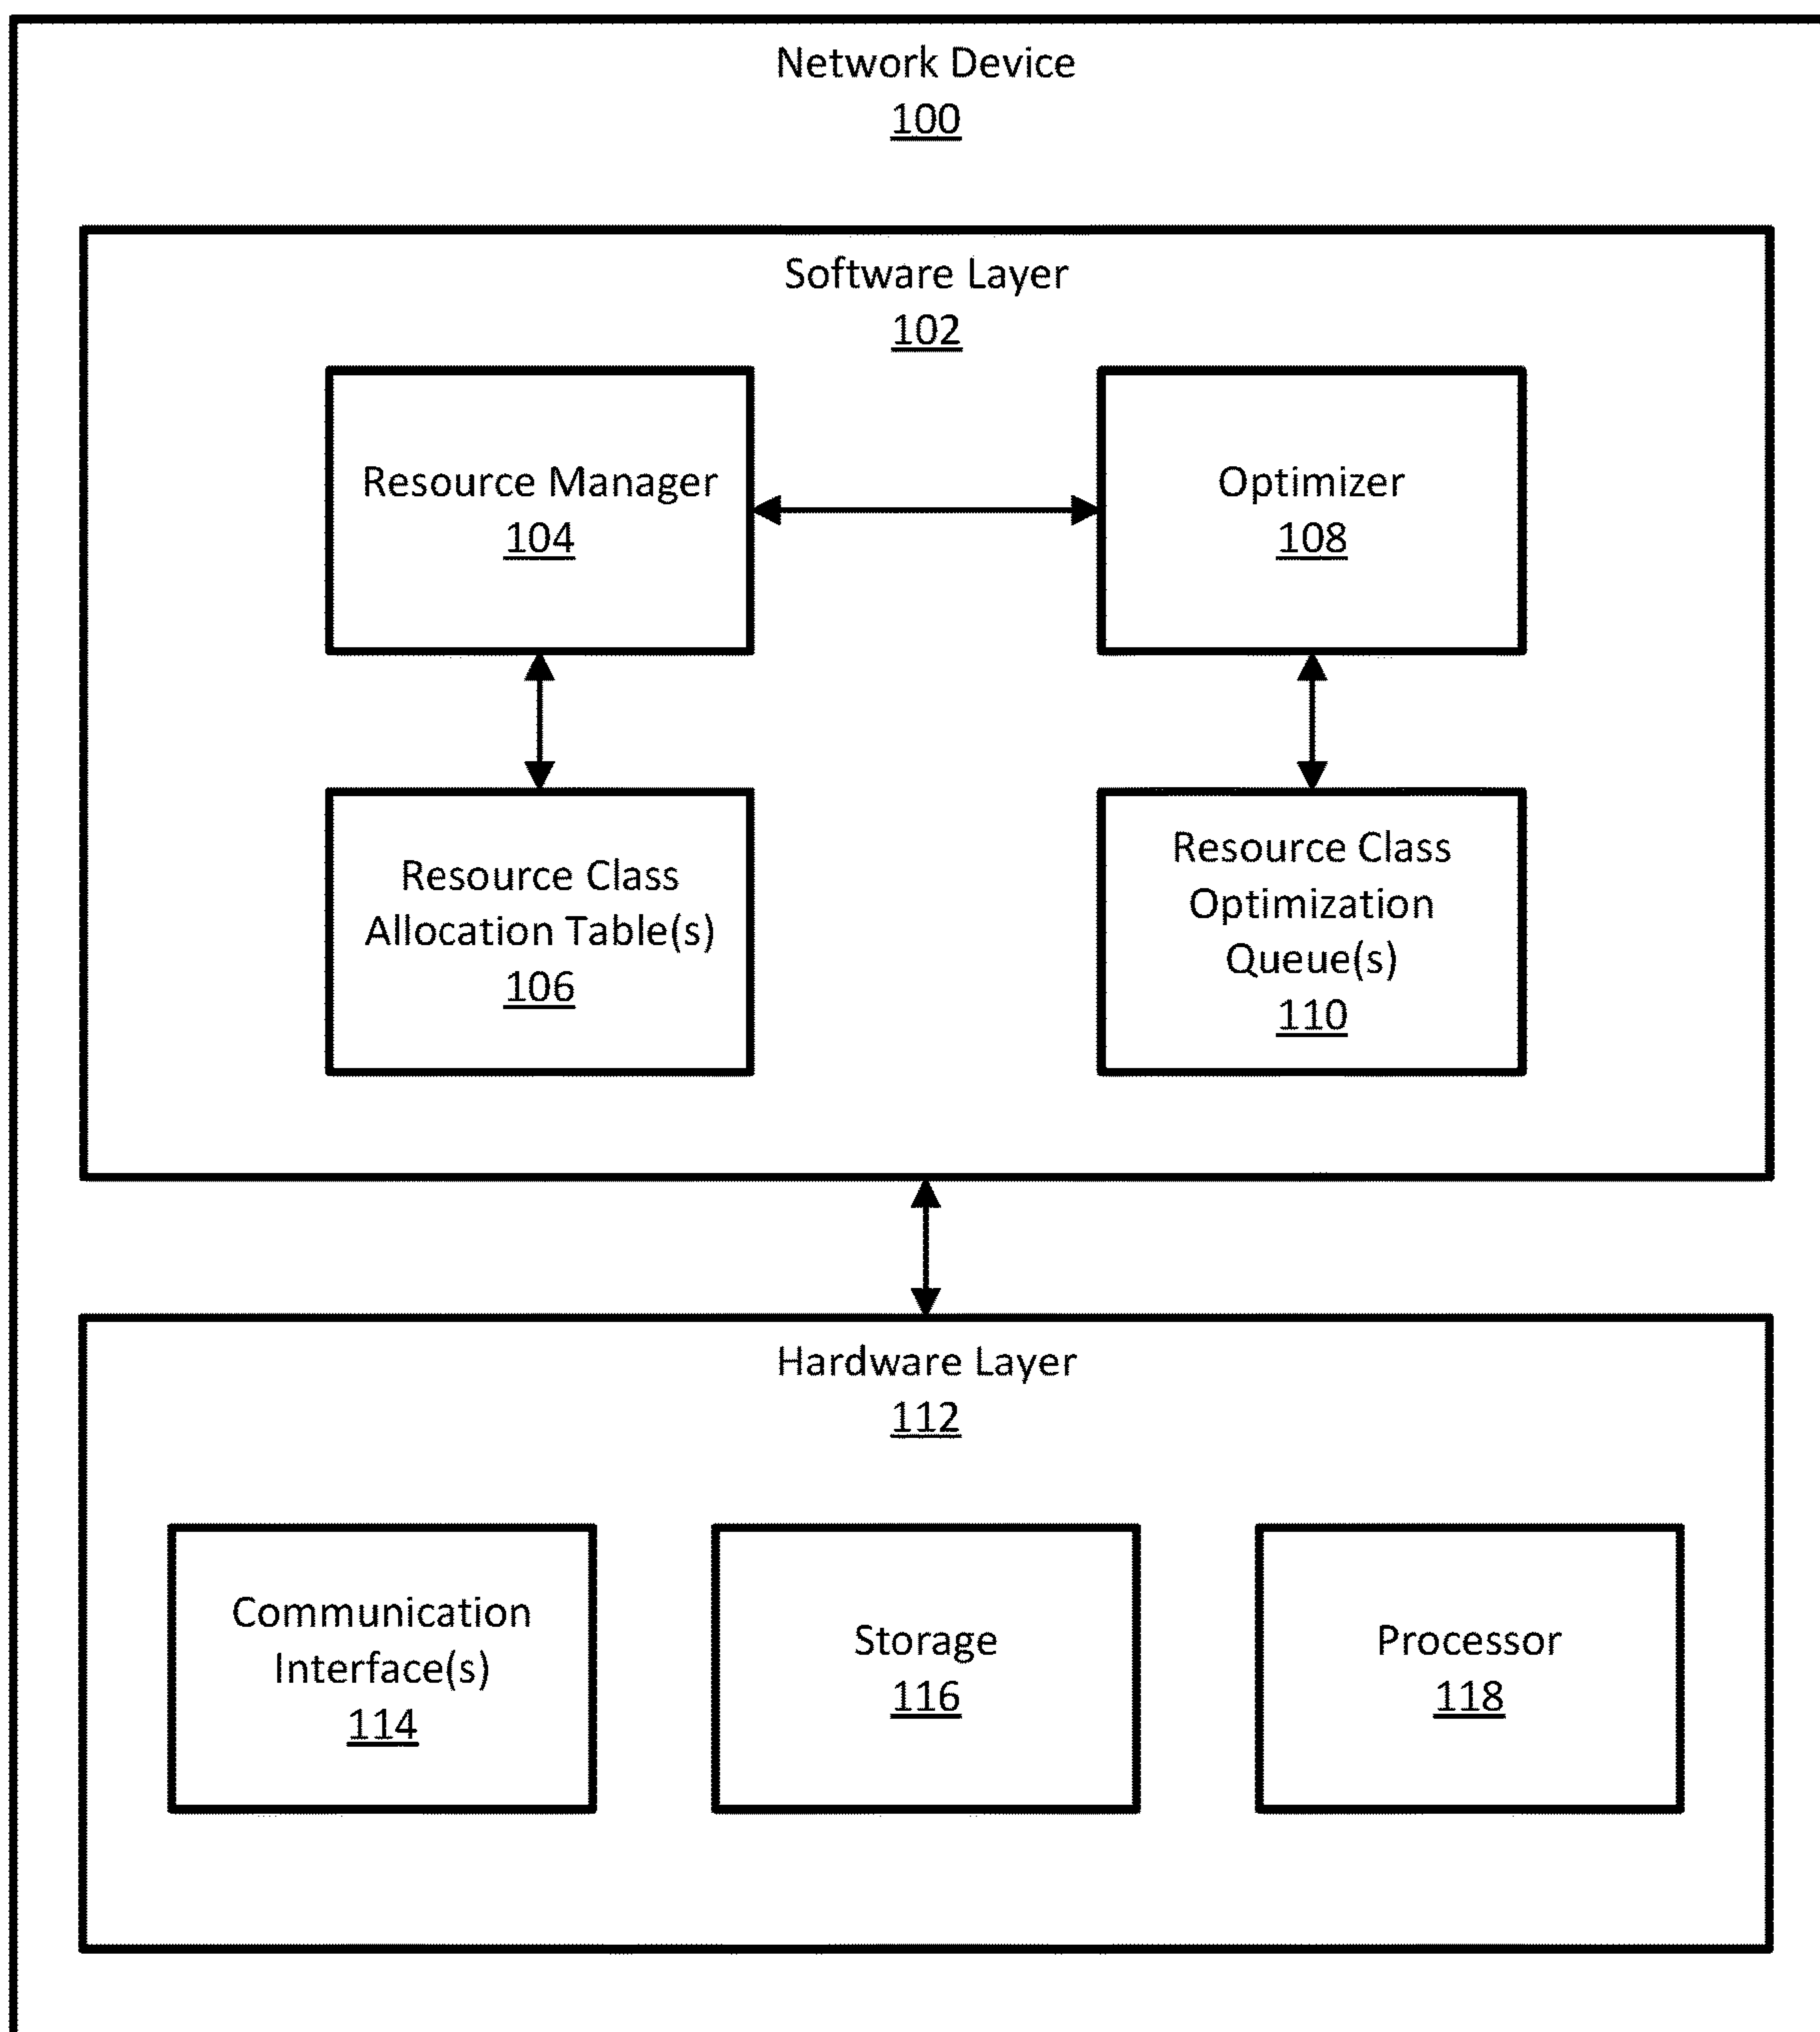 Network Device
100
Software Layer
102
Resource Manager
104
Optimizer
108
Resource Class
Allocation Table(s)
106
Resource Class
Optimization
Queue(s)
110
Hardware Layer
112
Communication
Interface(s)
114
Storage
116
Processor
118